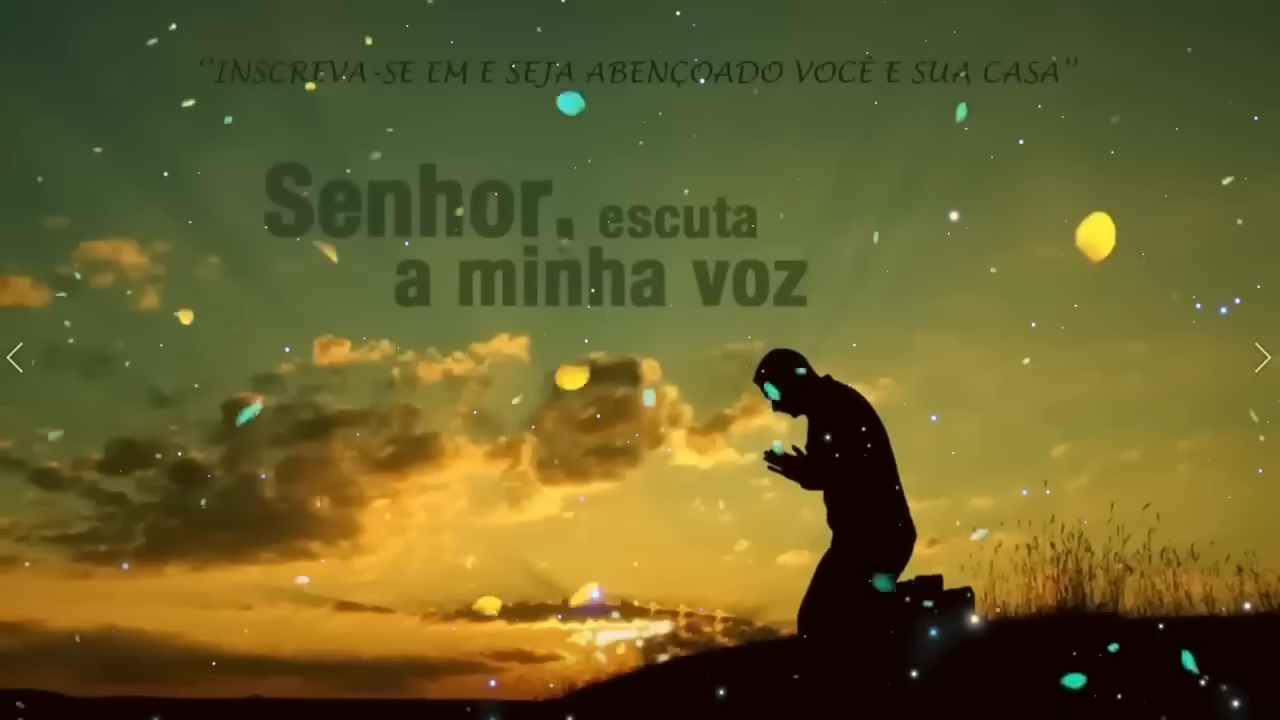 "INSCREVA-SE EM E SEJA ABENÇOADO VOCÊ E SUA CASA"
Senhor, escuta
a minha voz